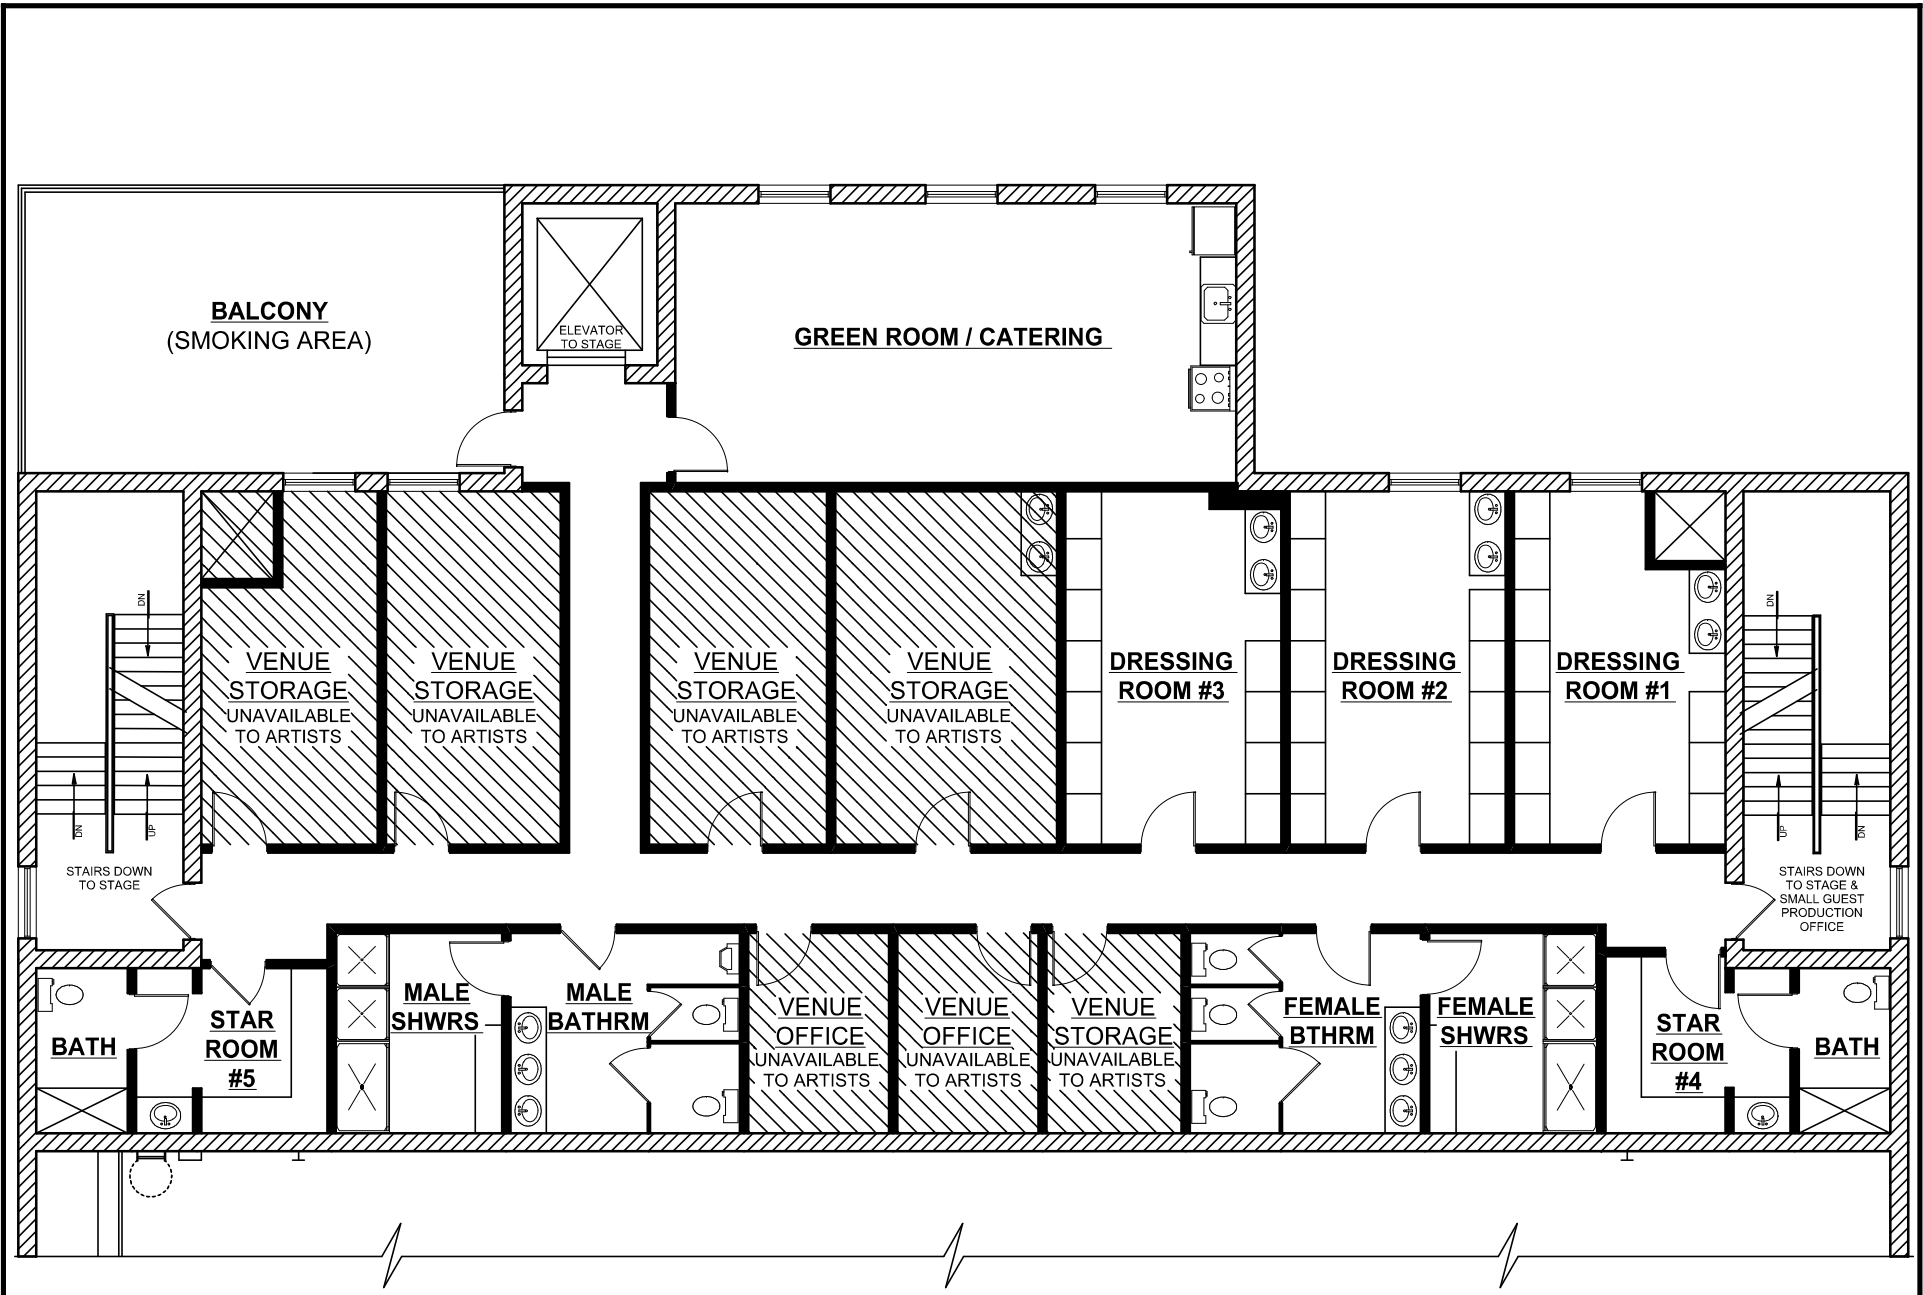 BALCONY
(SMOKING AREA)
ELEVATOR
TO STAGE
GREEN ROOM / CATERING
DN
DN
UP
STAIRS DOWN
TO STAGE
VENUE
STORAGE
UNAVAILABLE
TO ARTISTS
VENUE
STORAGE
UNAVAILABLE
TO ARTISTS
VENUE
STORAGE
UNAVAILABLE
TO ARTISTS
VENUE
STORAGE
UNAVAILABLE
TO ARTISTS
DRESSING
ROOM #3
DRESSING
ROOM #2
DRESSING
ROOM #1
DN
UP
DN
STAIRS DOWN
TO STAGE &
SMALL GUEST
PRODUCTION
OFFICE
BATH
STAR
ROOM
#5
MALE
SHWRS
MALE
BATHRM
VENUE
OFFICE
UNAVAILABLE
TO ARTISTS
VENUE
OFFICE
UNAVAILABLE
TO ARTISTS
VENUE
STORAGE
UNAVAILABLE
TO ARTISTS
FEMALE
BTHRM
FEMALE
SHWRS
STAR
ROOM
#4
BATH